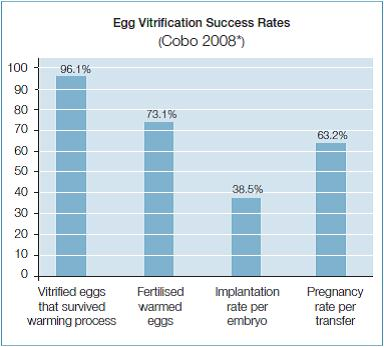 Egg Vitrification Success Rates
(Cobo 2008*)
100
90
80
70
60
50
40
30
20
10
0
96.1%
73.1%
38.5%
63.2%
Vitrified eggs
that survived
warming process
Fertilised
warmed
eggs
Implantation
rate per
embryo
Pregnancy
rate per
transfer